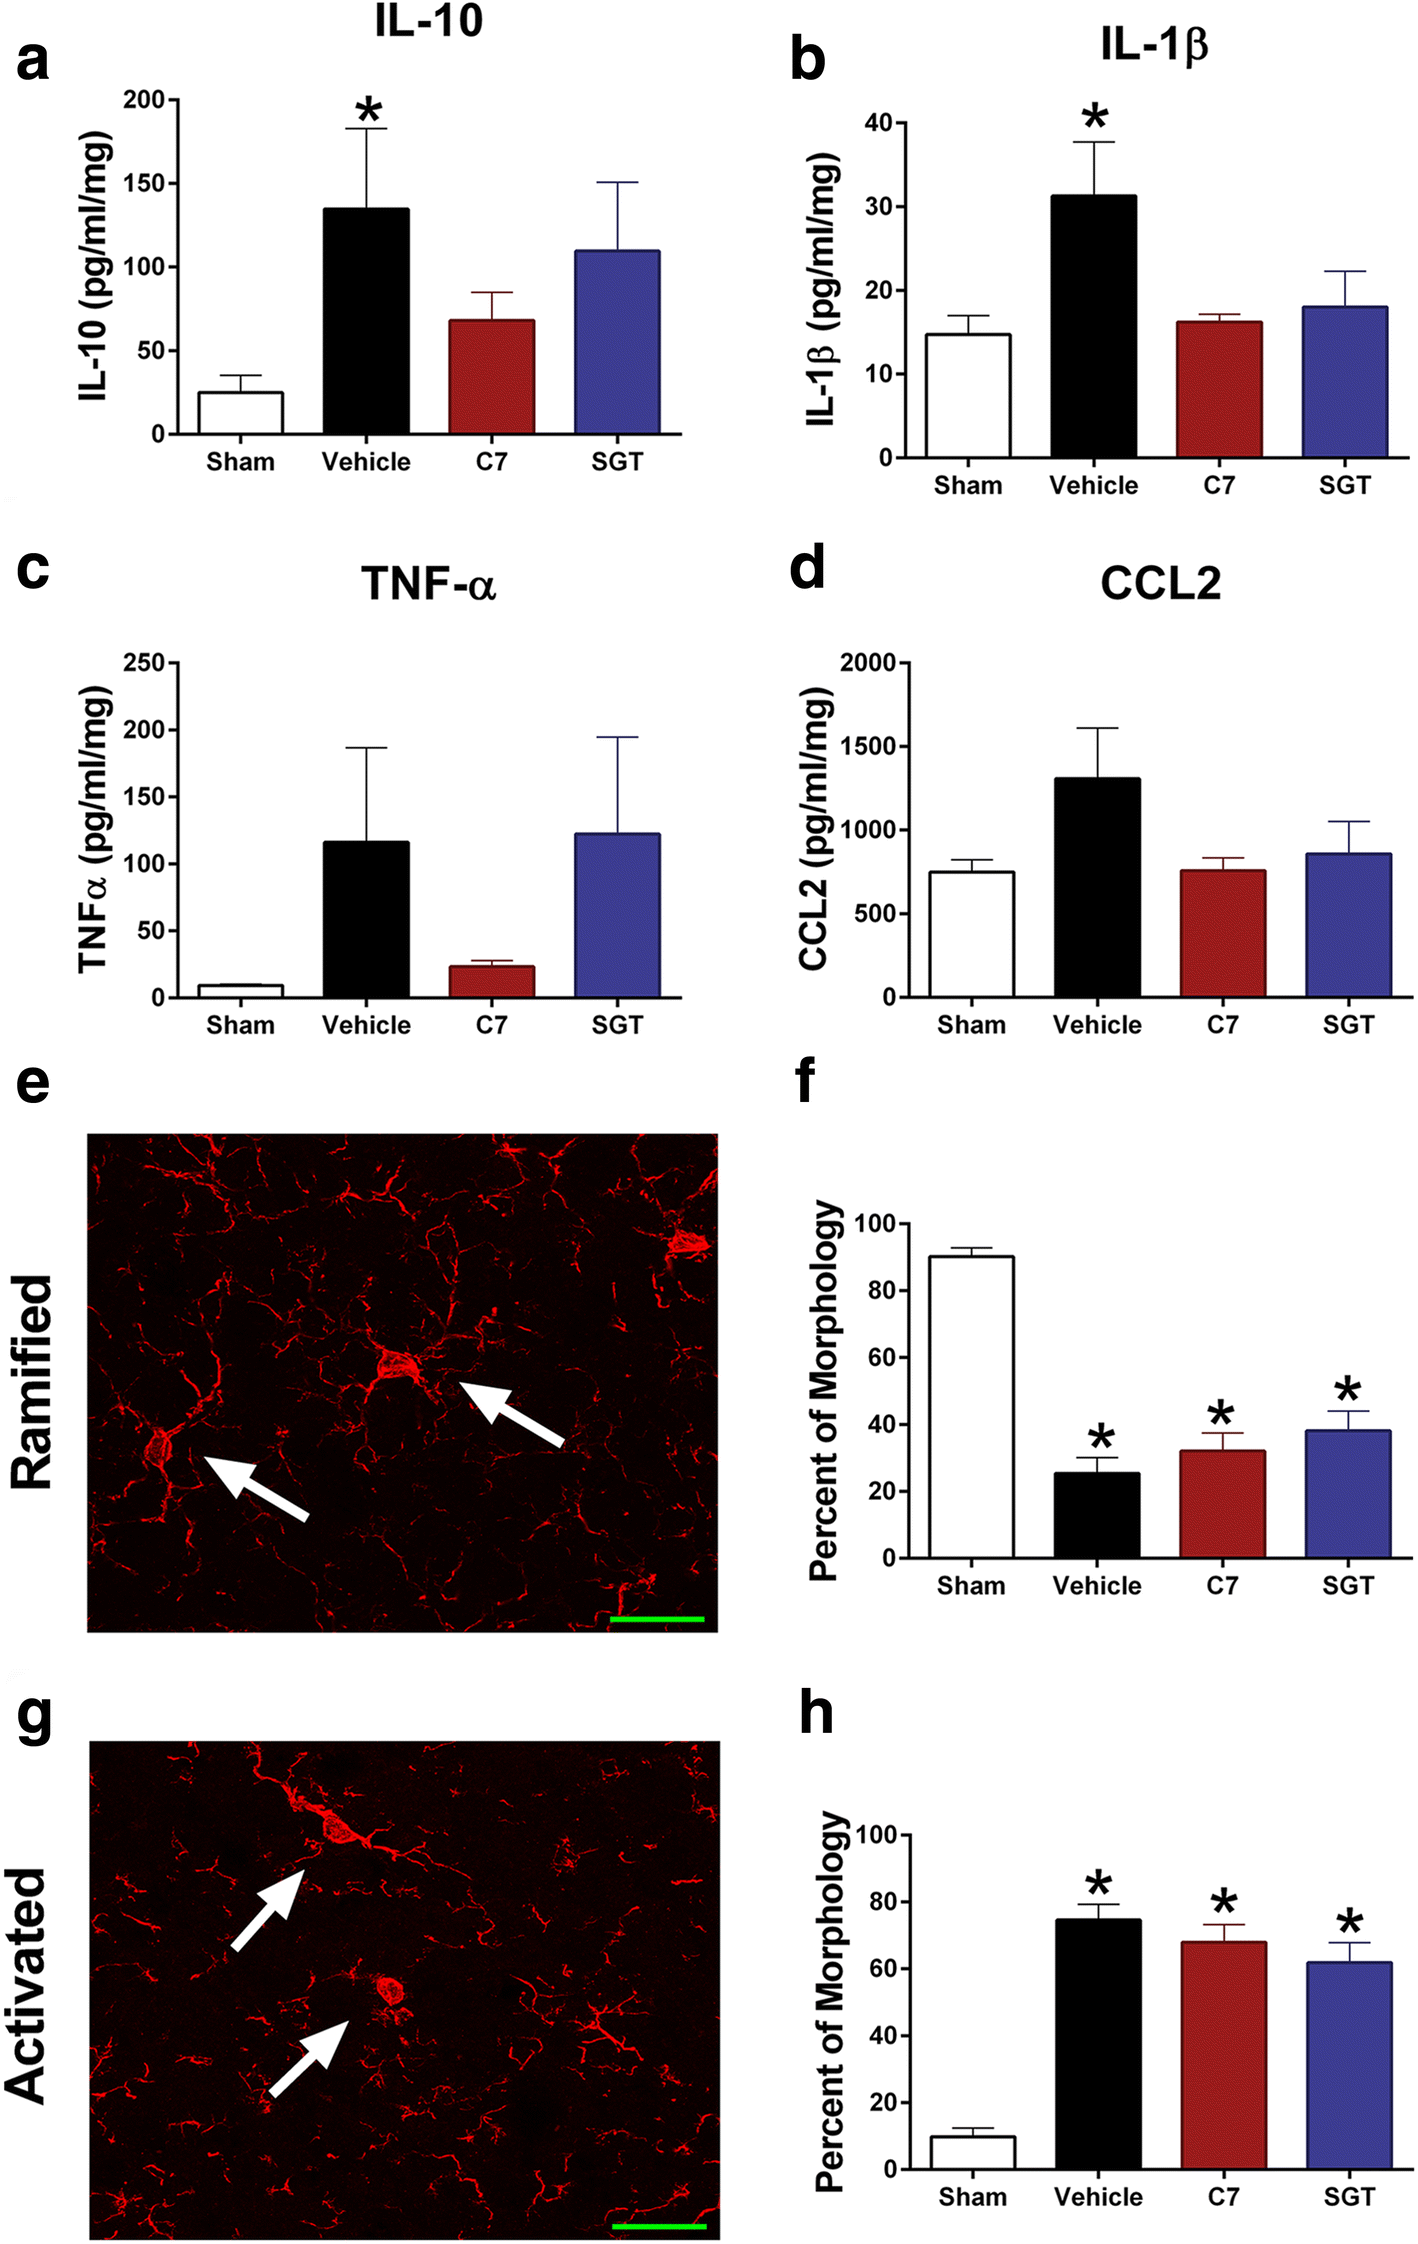 a
IL-10
IL-10 (pg/ml/mg)
200
150
100
50
0
*
Sham Vehicle C7 SGT
b
IL-1β
IL-1β (pg/ml/mg)
40
30
20
10
0
*
Sham Vehicle C7 SGT
c
TNF-α
TNFα (pg/ml/mg)
250
200
150
100
50
0
Sham Vehicle C7 SGT
d
CCL2
CCL2 (pg/ml/mg)
2000
1500
1000
500
0
Sham Vehicle C7 SGT
e
Ramified
f
Percent of Morphology
100
80
60
40
20
0
* * *
Sham Vehicle C7 SGT
g
Activated
h
Percent of Morphology
100
80
60
40
20
0
* * *
Sham Vehicle C7 SGT